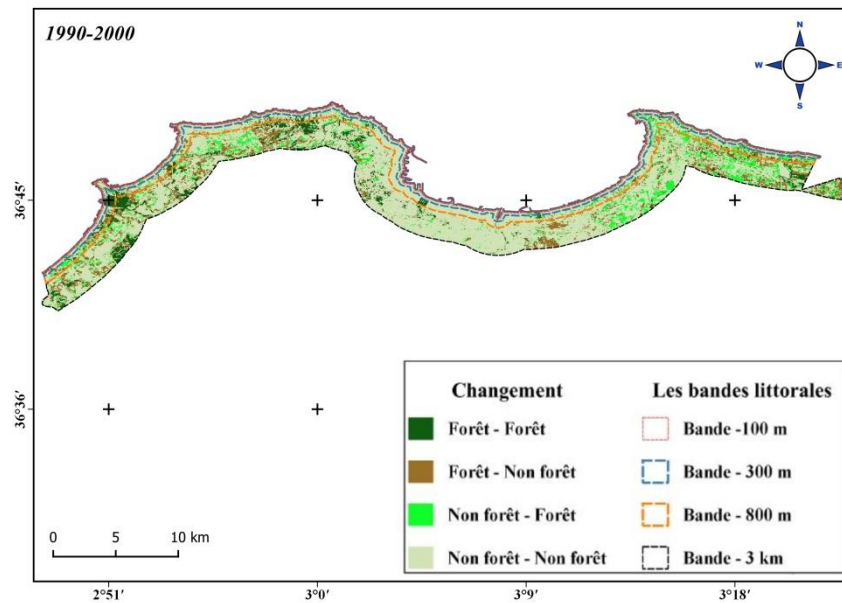 1990-2000
N
W E
S
36°45′
36°36′
Changement Les bandes littorales
Forêt - Forêt Bande -100 m
Forêt - Non forêt Bande - 300 m
Non forêt - Forêt Bande - 800 m
Non forêt - Non forêt Bande - 3 km
0 5 10 km
2°51' 3°0' 3°9' 3°18'